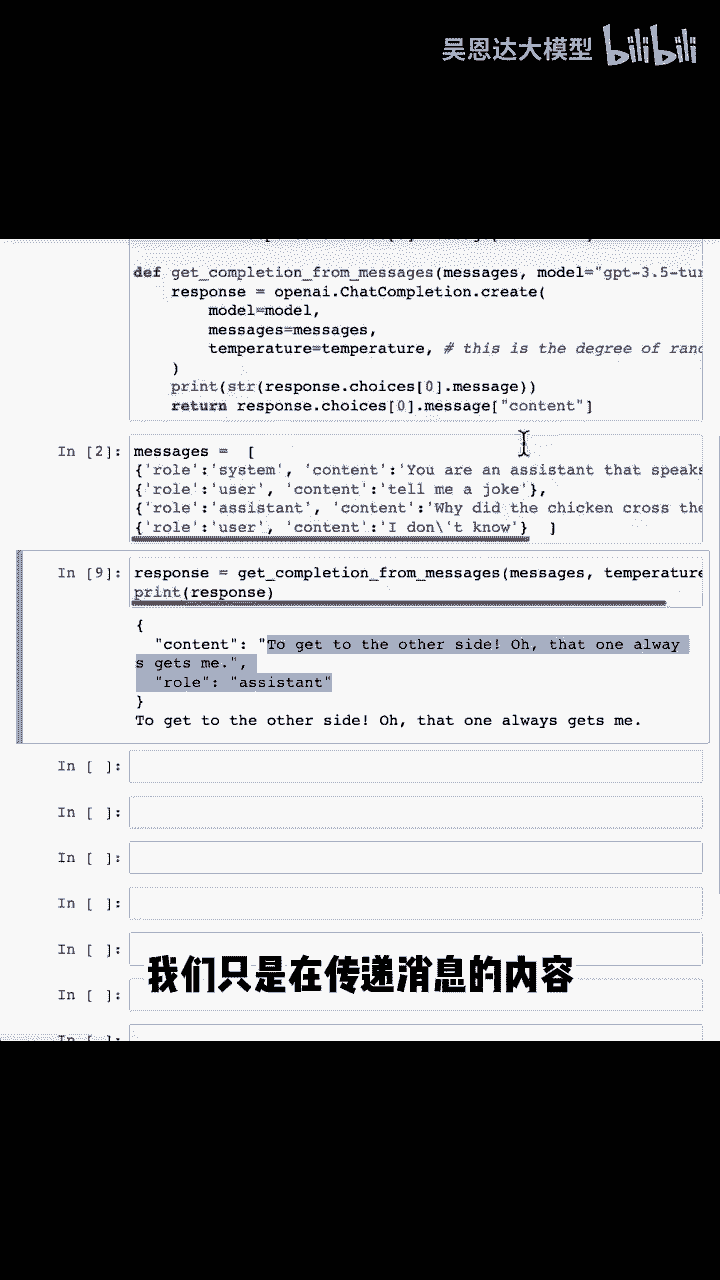 吴恩达大模型 bilibili
def get_completion_from_messages(messages, model="gpt-3.5-tur
response = openai.ChatCompletion.create(
model=model,
messages=messages,
temperature=temperature, # this is the degree of ranc
)
print(str(response.choices[0].message))
return response.choices[0].message["content"]
In [2]: messages =  [
{'role':'system', 'content':'You are an assistant that speaks
{'role':'user', 'content':'tell me a joke'},
{'role':'assistant', 'content':'Why did the chicken cross the
{'role':'user', 'content':'I don\'t know'}  ]
In [9]: response = get_completion_from_messages(messages, temperature
print(response)
{
"content": "To get to the other side! Oh, that one alway
s gets me.",
"role": "assistant"
}
To get to the other side! Oh, that one always gets me.
In [ ]:
In [ ]:
In [ ]:
In [ ]:
In [ ]:
我们只是在传递消息的内容
In [ ]: